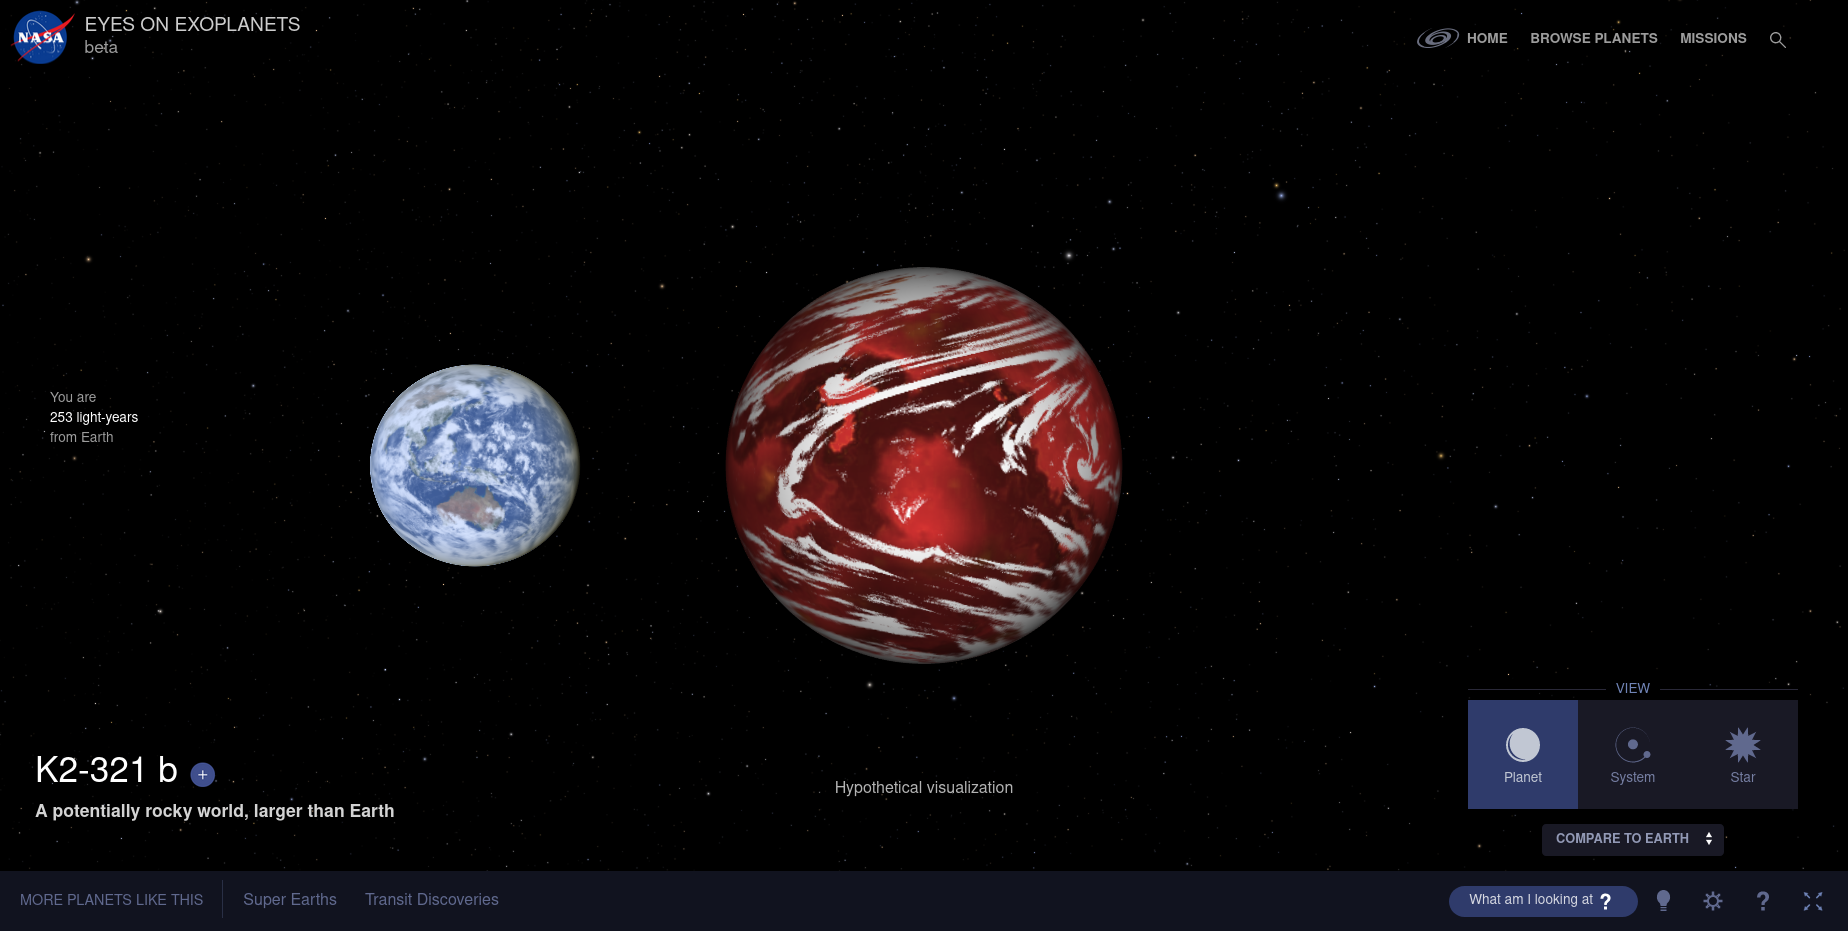 NASA
EYES ON EXOPLANETS
beta
HOME BROWSE PLANETS MISSIONS
You are
253 light-years
from Earth
K2-321 b +
A potentially rocky world, larger than Earth
Hypothetical visualization
VIEW
Planet System Star
COMPARE TO EARTH
MORE PLANETS LIKE THIS Super Earths Transit Discoveries
What am I looking at ? ?